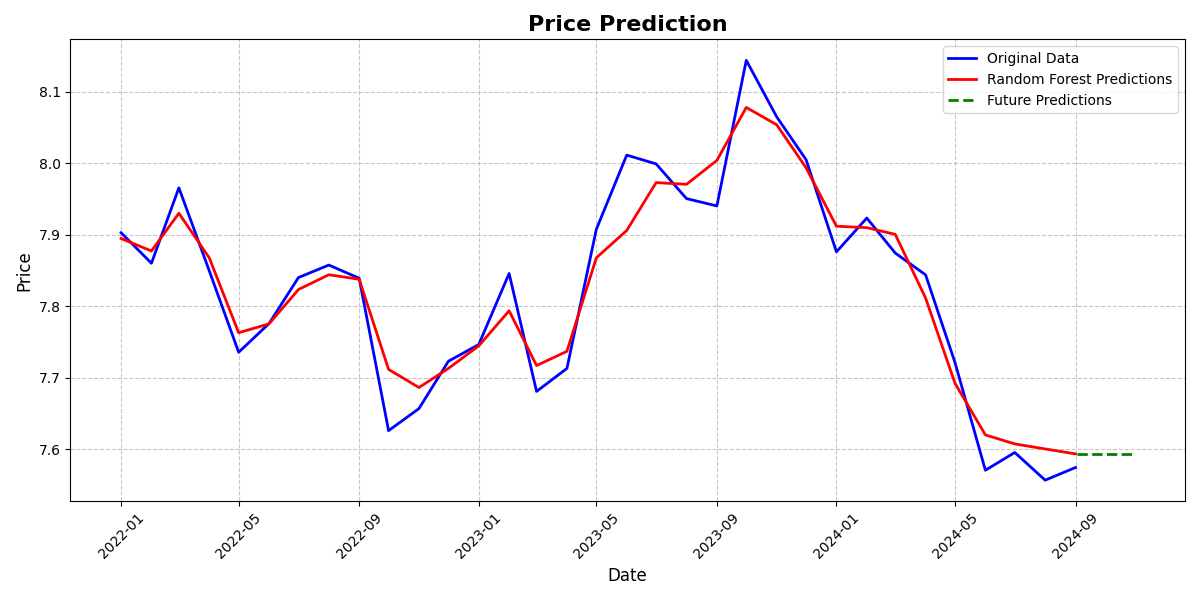 Price Prediction
Original Data
Random Forest Predictions
Future Predictions
Price
8.1
8.0
7.9
7.8
7.7
7.6
2022-01
2022-05
2022-09
2023-01
2023-05
2023-09
2024-01
2024-05
2024-09
Date